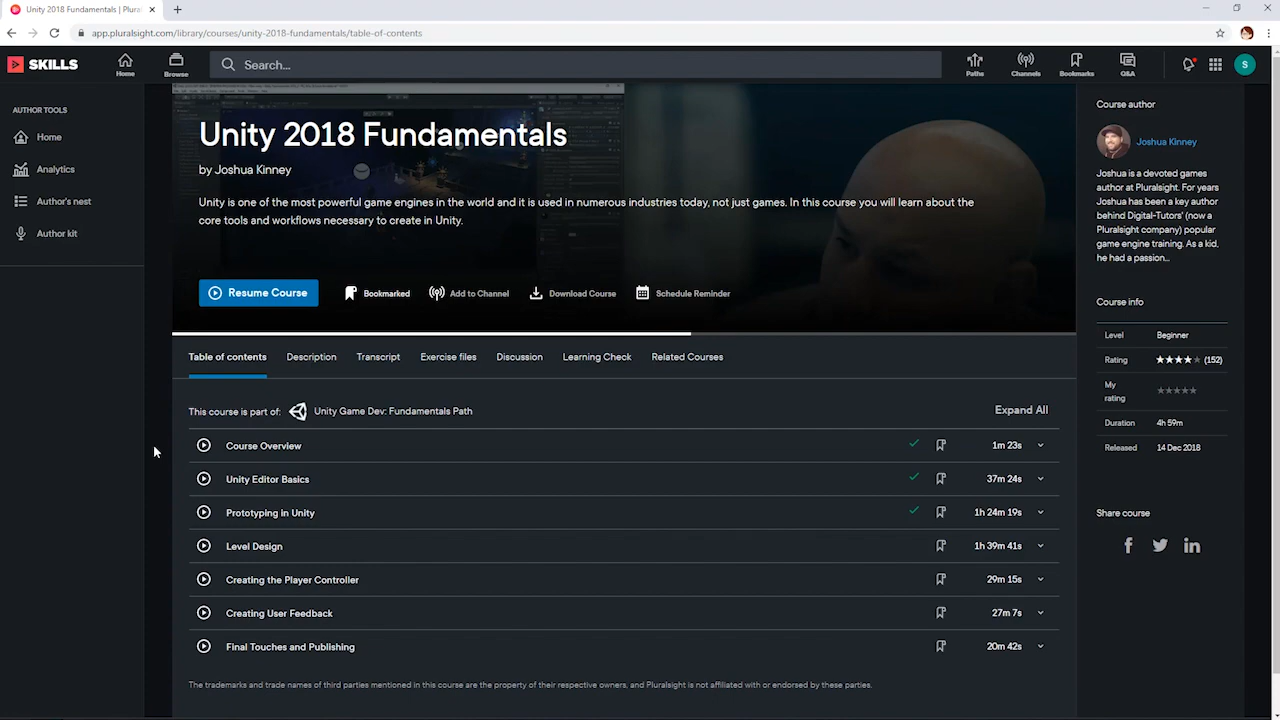 Unity 2018 Fundamentals | Plura
app.pluralsight.com/library/courses/unity-2018-fundamentals/table-of-contents
SKILLS
Home
Browse
Search...
Paths
Channels
Bookmarks
Q&A
S
AUTHOR TOOLS
Home
Analytics
Author's nest
Author kit
Unity 2018 Fundamentals
by Joshua Kinney
Unity is one of the most powerful game engines in the world and it is used in numerous industries today, not just games. In this course you will learn about the
core tools and workflows necessary to create in Unity.
Resume Course
Bookmarked
Add to Channel
Download Course
Schedule Reminder
Table of contents
Description
Transcript
Exercise files
Discussion
Learning Check
Related Courses
This course is part of:
Unity Game Dev: Fundamentals Path
Expand All
Course Overview
1m 23s
Unity Editor Basics
37m 24s
Prototyping in Unity
1h 24m 19s
Level Design
1h 39m 41s
Creating the Player Controller
29m 15s
Creating User Feedback
27m 7s
Final Touches and Publishing
20m 42s
The trademarks and trade names of third parties mentioned in this course are the property of their respective owners, and Pluralsight is not affiliated with or endorsed by these parties.
Course author
Joshua Kinney
Joshua is a devoted games
author at Pluralsight. For years
Joshua has been a key author
behind Digital-Tutors' (now a
Pluralsight company) popular
game engine training. As a kid,
he had a passion...
Course info
Level
Beginner
Rating
(152)
My
rating
Duration
4h 59m
Released
14 Dec 2018
Share course